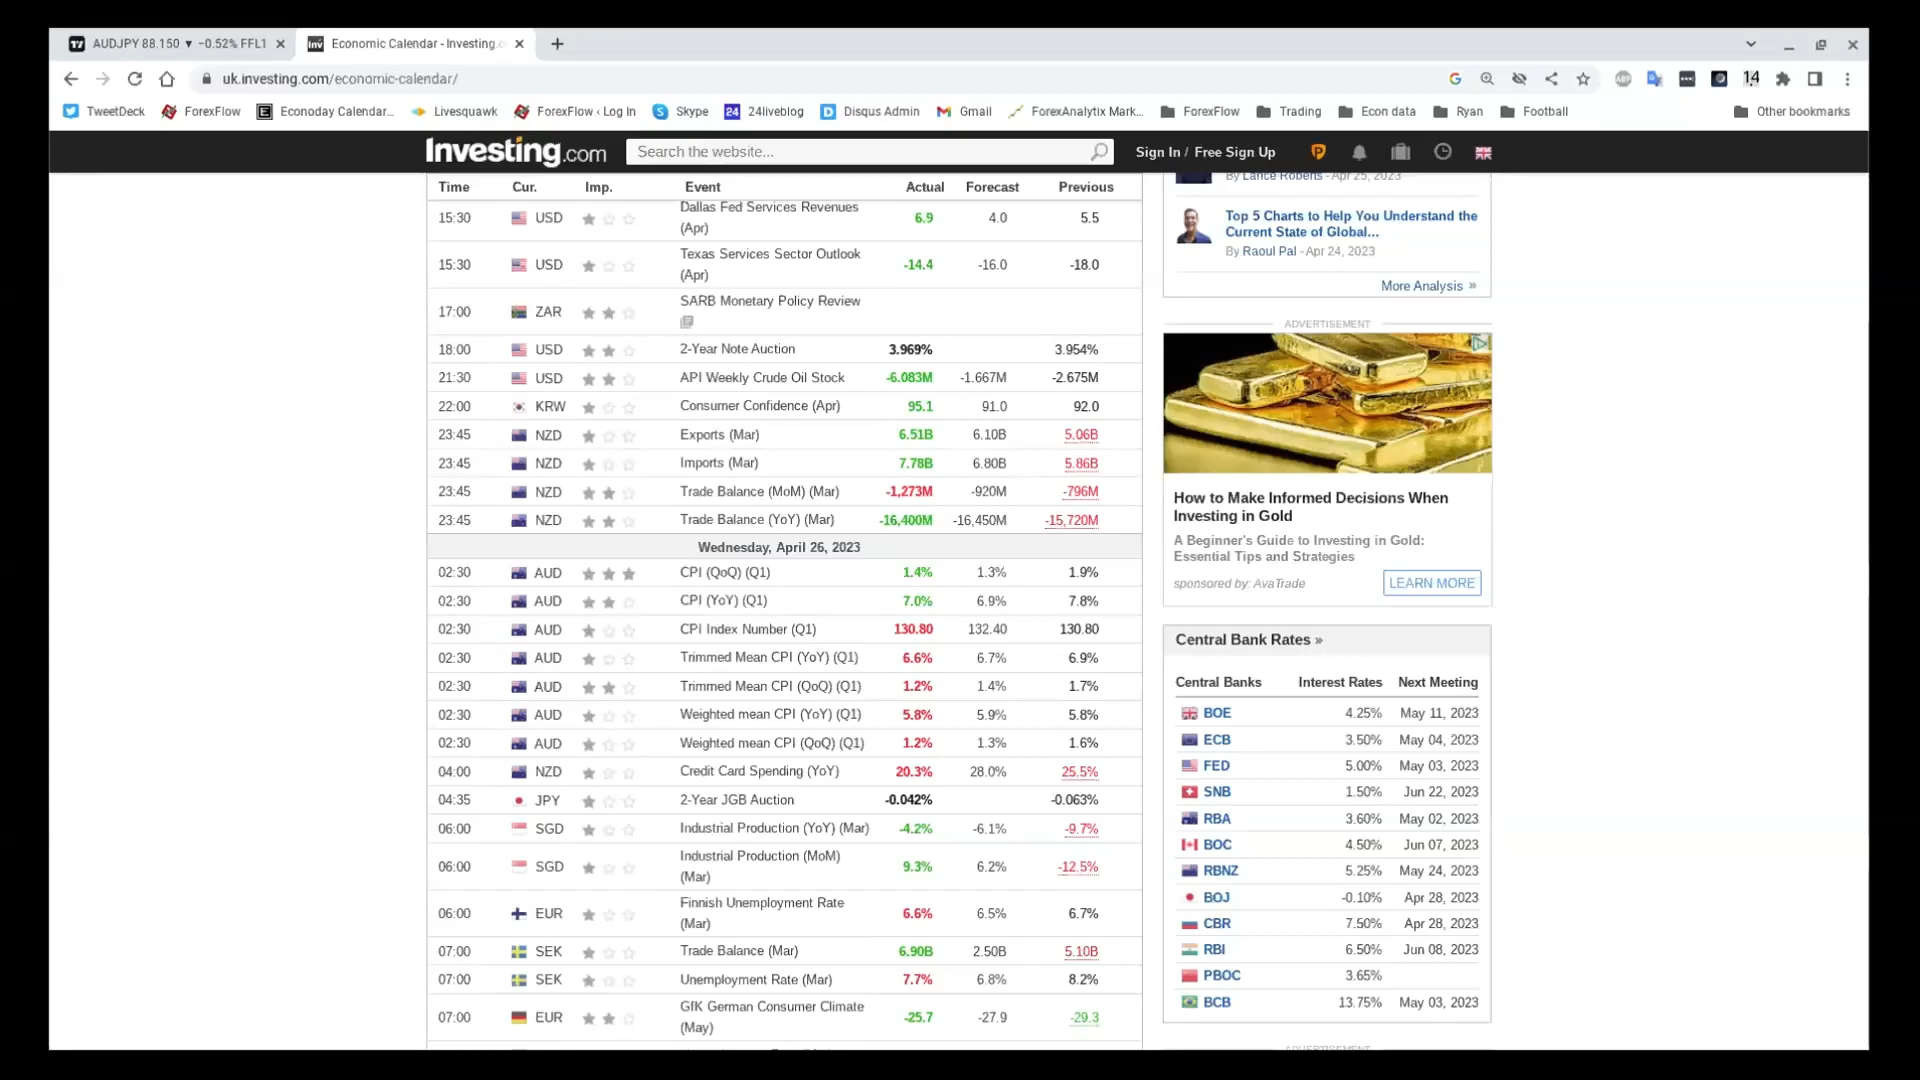 AUDJPY 88.150 ▼ −0.52% FFL1
Economic Calendar - Investing.c
uk.investing.com/economic-calendar/
14
TweetDeck ForexFlow Econoday Calendar... Livesquawk ForexFlow ‹ Log In Skype 24 24liveblog Disqus Admin Gmail ForexAnalytix Mark... ForexFlow Trading Econ data Ryan Football Other bookmarks
Investing.com Search the website... Sign In / Free Sign Up
Time Cur. Imp. Event Actual Forecast Previous
15:30 USD Dallas Fed Services Revenues (Apr) 6.9 4.0 5.5
15:30 USD Texas Services Sector Outlook (Apr) -14.4 -16.0 -18.0
17:00 ZAR SARB Monetary Policy Review
18:00 USD 2-Year Note Auction 3.969% 3.954%
21:30 USD API Weekly Crude Oil Stock -6.083M -1.667M -2.675M
22:00 KRW Consumer Confidence (Apr) 95.1 91.0 92.0
23:45 NZD Exports (Mar) 6.51B 6.10B 5.06B
23:45 NZD Imports (Mar) 7.78B 6.80B 5.86B
23:45 NZD Trade Balance (MoM) (Mar) -1,273M -920M -796M
23:45 NZD Trade Balance (YoY) (Mar) -16,400M -16,450M -15,720M
Wednesday, April 26, 2023
02:30 AUD CPI (QoQ) (Q1) 1.4% 1.3% 1.9%
02:30 AUD CPI (YoY) (Q1) 7.0% 6.9% 7.8%
02:30 AUD CPI Index Number (Q1) 130.80 132.40 130.80
02:30 AUD Trimmed Mean CPI (YoY) (Q1) 6.6% 6.7% 6.9%
02:30 AUD Trimmed Mean CPI (QoQ) (Q1) 1.2% 1.4% 1.7%
02:30 AUD Weighted mean CPI (YoY) (Q1) 5.8% 5.9% 5.8%
02:30 AUD Weighted mean CPI (QoQ) (Q1) 1.2% 1.3% 1.6%
04:00 NZD Credit Card Spending (YoY) 20.3% 28.0% 25.5%
04:35 JPY 2-Year JGB Auction -0.042% -0.063%
06:00 SGD Industrial Production (YoY) (Mar) -4.2% -6.1% -9.7%
06:00 SGD Industrial Production (MoM) (Mar) 9.3% 6.2% -12.5%
06:00 EUR Finnish Unemployment Rate (Mar) 6.6% 6.5% 6.7%
07:00 SEK Trade Balance (Mar) 6.90B 2.50B 5.10B
07:00 SEK Unemployment Rate (Mar) 7.7% 6.8% 8.2%
07:00 EUR GfK German Consumer Climate (May) -25.7 -27.9 -29.3
By Lance Roberts - Apr 25, 2023
Top 5 Charts to Help You Understand the
Current State of Global...
By Raoul Pal - Apr 24, 2023
More Analysis »
ADVERTISEMENT
How to Make Informed Decisions When
Investing in Gold
A Beginner's Guide to Investing in Gold:
Essential Tips and Strategies
sponsored by: AvaTrade LEARN MORE
Central Bank Rates »
Central Banks Interest Rates Next Meeting
BOE 4.25% May 11, 2023
ECB 3.50% May 04, 2023
FED 5.00% May 03, 2023
SNB 1.50% Jun 22, 2023
RBA 3.60% May 02, 2023
BOC 4.50% Jun 07, 2023
RBNZ 5.25% May 24, 2023
BOJ -0.10% Apr 28, 2023
CBR 7.50% Apr 28, 2023
RBI 6.50% Jun 08, 2023
PBOC 3.65%
BCB 13.75% May 03, 2023
ADVERTISEMENT